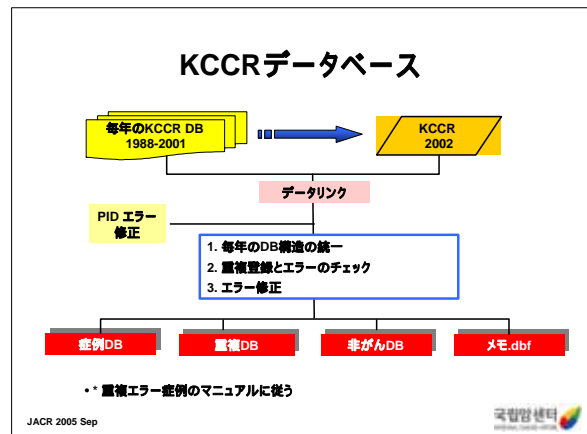 KCCRデータベース
毎年のKCCR DB
1988-2001
KCCR
2002
データリンク
PID エラー
修正
1. 毎年のDB構造の統一
2. 重複登録とエラーのチェック
3. エラー修正
症例DB
重複DB
非がんDB
メモ.dbf
• * 重複エラー症例のマニュアルに従う
JACR 2005 Sep
국립암센터